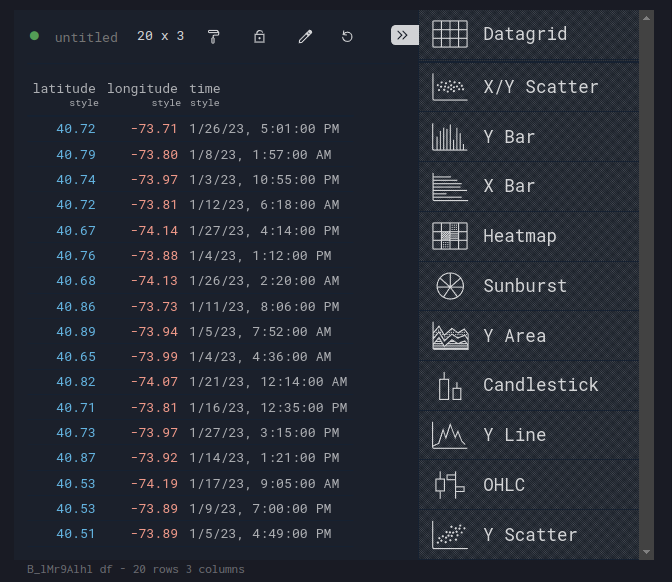 untitled 20 x 3
latitude longitude time
style style style
40.72 -73.71 1/26/23, 5:01:00 PM
40.79 -73.80 1/8/23, 1:57:00 AM
40.74 -73.97 1/3/23, 10:55:00 PM
40.72 -73.81 1/12/23, 6:18:00 AM
40.67 -74.14 1/27/23, 4:14:00 PM
40.76 -73.88 1/4/23, 1:12:00 PM
40.68 -74.13 1/26/23, 2:20:00 AM
40.86 -73.73 1/11/23, 8:06:00 PM
40.89 -73.94 1/5/23, 7:52:00 AM
40.65 -73.99 1/4/23, 4:36:00 AM
40.82 -74.07 1/21/23, 12:14:00 AM
40.71 -73.81 1/16/23, 12:35:00 PM
40.73 -73.97 1/27/23, 3:15:00 PM
40.87 -73.92 1/14/23, 1:21:00 PM
40.53 -74.19 1/17/23, 9:05:00 AM
40.53 -73.89 1/9/23, 7:00:00 PM
40.51 -73.89 1/5/23, 4:49:00 PM
B_lMr9Alhl df - 20 rows 3 columns
Datagrid
X/Y Scatter
Y Bar
X Bar
Heatmap
Sunburst
Y Area
Candlestick
Y Line
OHLC
Y Scatter